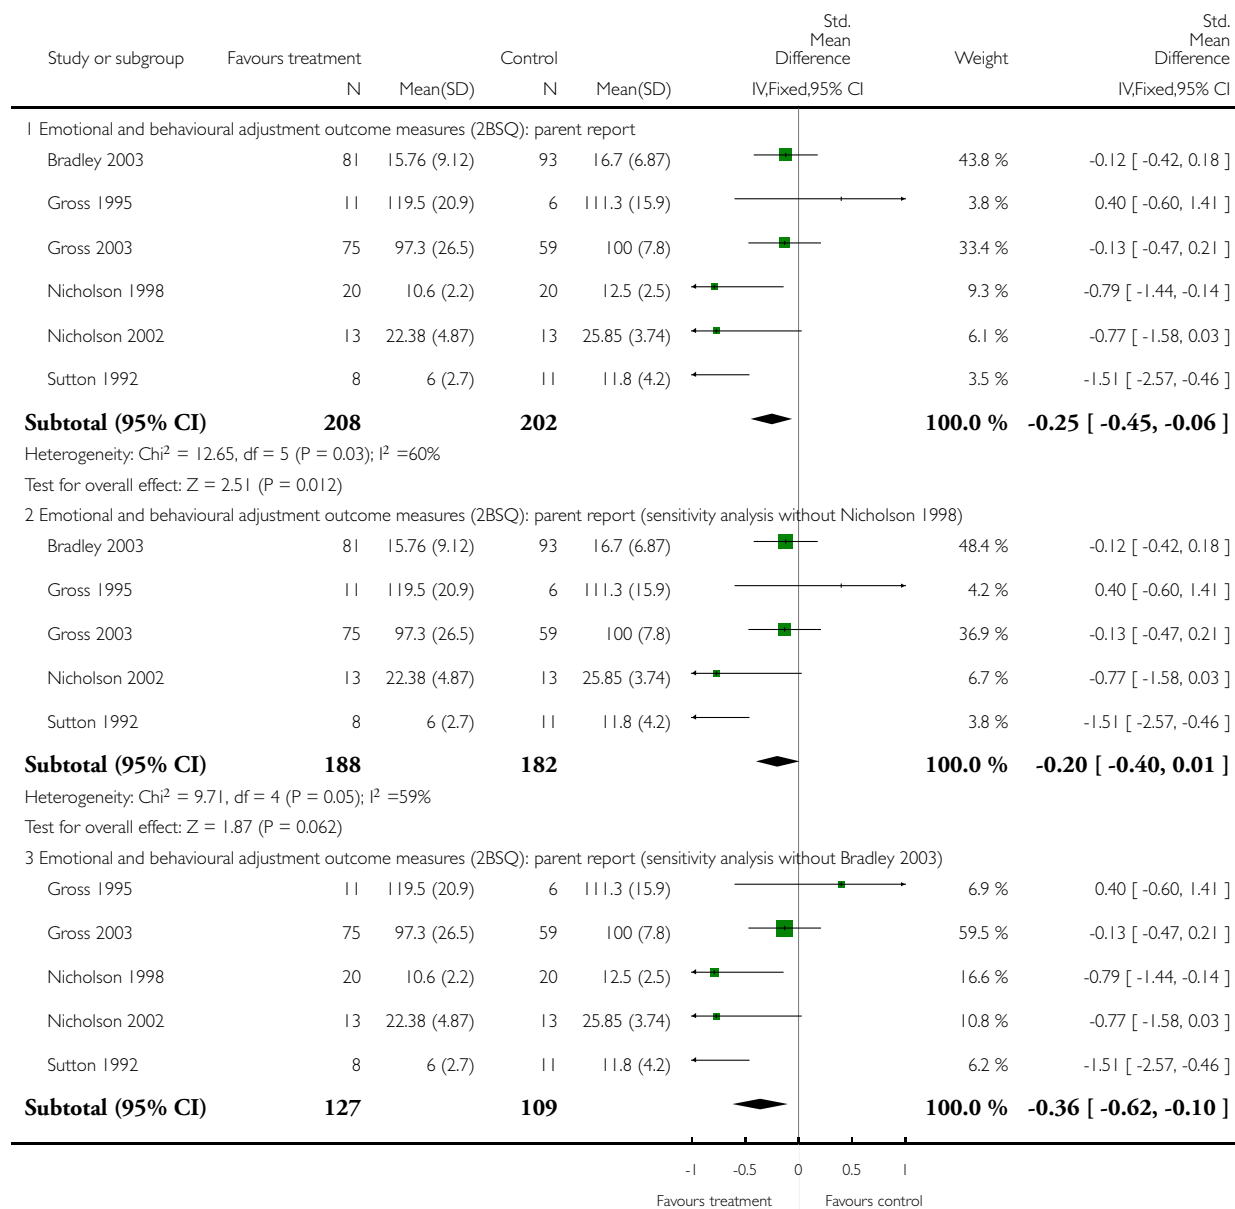 Std.
Mean
Difference
Std.
Mean
Difference
Study or subgroup Favours treatment Control Weight
N Mean(SD) N Mean(SD) IV,Fixed,95% CI IV,Fixed,95% CI
1 Emotional and behavioural adjustment outcome measures (2BSQ): parent report
Bradley 2003 81 15.76 (9.12) 93 16.7 (6.87) 43.8 % -0.12 [ -0.42, 0.18 ]
Gross 1995 11 119.5 (20.9) 6 111.3 (15.9) 3.8 % 0.40 [ -0.60, 1.41 ]
Gross 2003 75 97.3 (26.5) 59 100 (7.8) 33.4 % -0.13 [ -0.47, 0.21 ]
Nicholson 1998 20 10.6 (2.2) 20 12.5 (2.5) 9.3 % -0.79 [ -1.44, -0.14 ]
Nicholson 2002 13 22.38 (4.87) 13 25.85 (3.74) 6.1 % -0.77 [ -1.58, 0.03 ]
Sutton 1992 8 6 (2.7) 11 11.8 (4.2) 3.5 % -1.51 [ -2.57, -0.46 ]
Subtotal (95% CI) 208 202 100.0 % -0.25 [ -0.45, -0.06 ]
Heterogeneity: Chi² = 12.65, df = 5 (P = 0.03); I² =60%
Test for overall effect: Z = 2.51 (P = 0.012)
2 Emotional and behavioural adjustment outcome measures (2BSQ): parent report (sensitivity analysis without Nicholson 1998)
Bradley 2003 81 15.76 (9.12) 93 16.7 (6.87) 48.4 % -0.12 [ -0.42, 0.18 ]
Gross 1995 11 119.5 (20.9) 6 111.3 (15.9) 4.2 % 0.40 [ -0.60, 1.41 ]
Gross 2003 75 97.3 (26.5) 59 100 (7.8) 36.9 % -0.13 [ -0.47, 0.21 ]
Nicholson 2002 13 22.38 (4.87) 13 25.85 (3.74) 6.7 % -0.77 [ -1.58, 0.03 ]
Sutton 1992 8 6 (2.7) 11 11.8 (4.2) 3.8 % -1.51 [ -2.57, -0.46 ]
Subtotal (95% CI) 188 182 100.0 % -0.20 [ -0.40, 0.01 ]
Heterogeneity: Chi² = 9.71, df = 4 (P = 0.05); I² =59%
Test for overall effect: Z = 1.87 (P = 0.062)
3 Emotional and behavioural adjustment outcome measures (2BSQ): parent report (sensitivity analysis without Bradley 2003)
Gross 1995 11 119.5 (20.9) 6 111.3 (15.9) 6.9 % 0.40 [ -0.60, 1.41 ]
Gross 2003 75 97.3 (26.5) 59 100 (7.8) 59.5 % -0.13 [ -0.47, 0.21 ]
Nicholson 1998 20 10.6 (2.2) 20 12.5 (2.5) 16.6 % -0.79 [ -1.44, -0.14 ]
Nicholson 2002 13 22.38 (4.87) 13 25.85 (3.74) 10.8 % -0.77 [ -1.58, 0.03 ]
Sutton 1992 8 6 (2.7) 11 11.8 (4.2) 6.2 % -1.51 [ -2.57, -0.46 ]
Subtotal (95% CI) 127 109 100.0 % -0.36 [ -0.62, -0.10 ]
-1 -0.5 0 0.5 1
Favours treatment Favours control